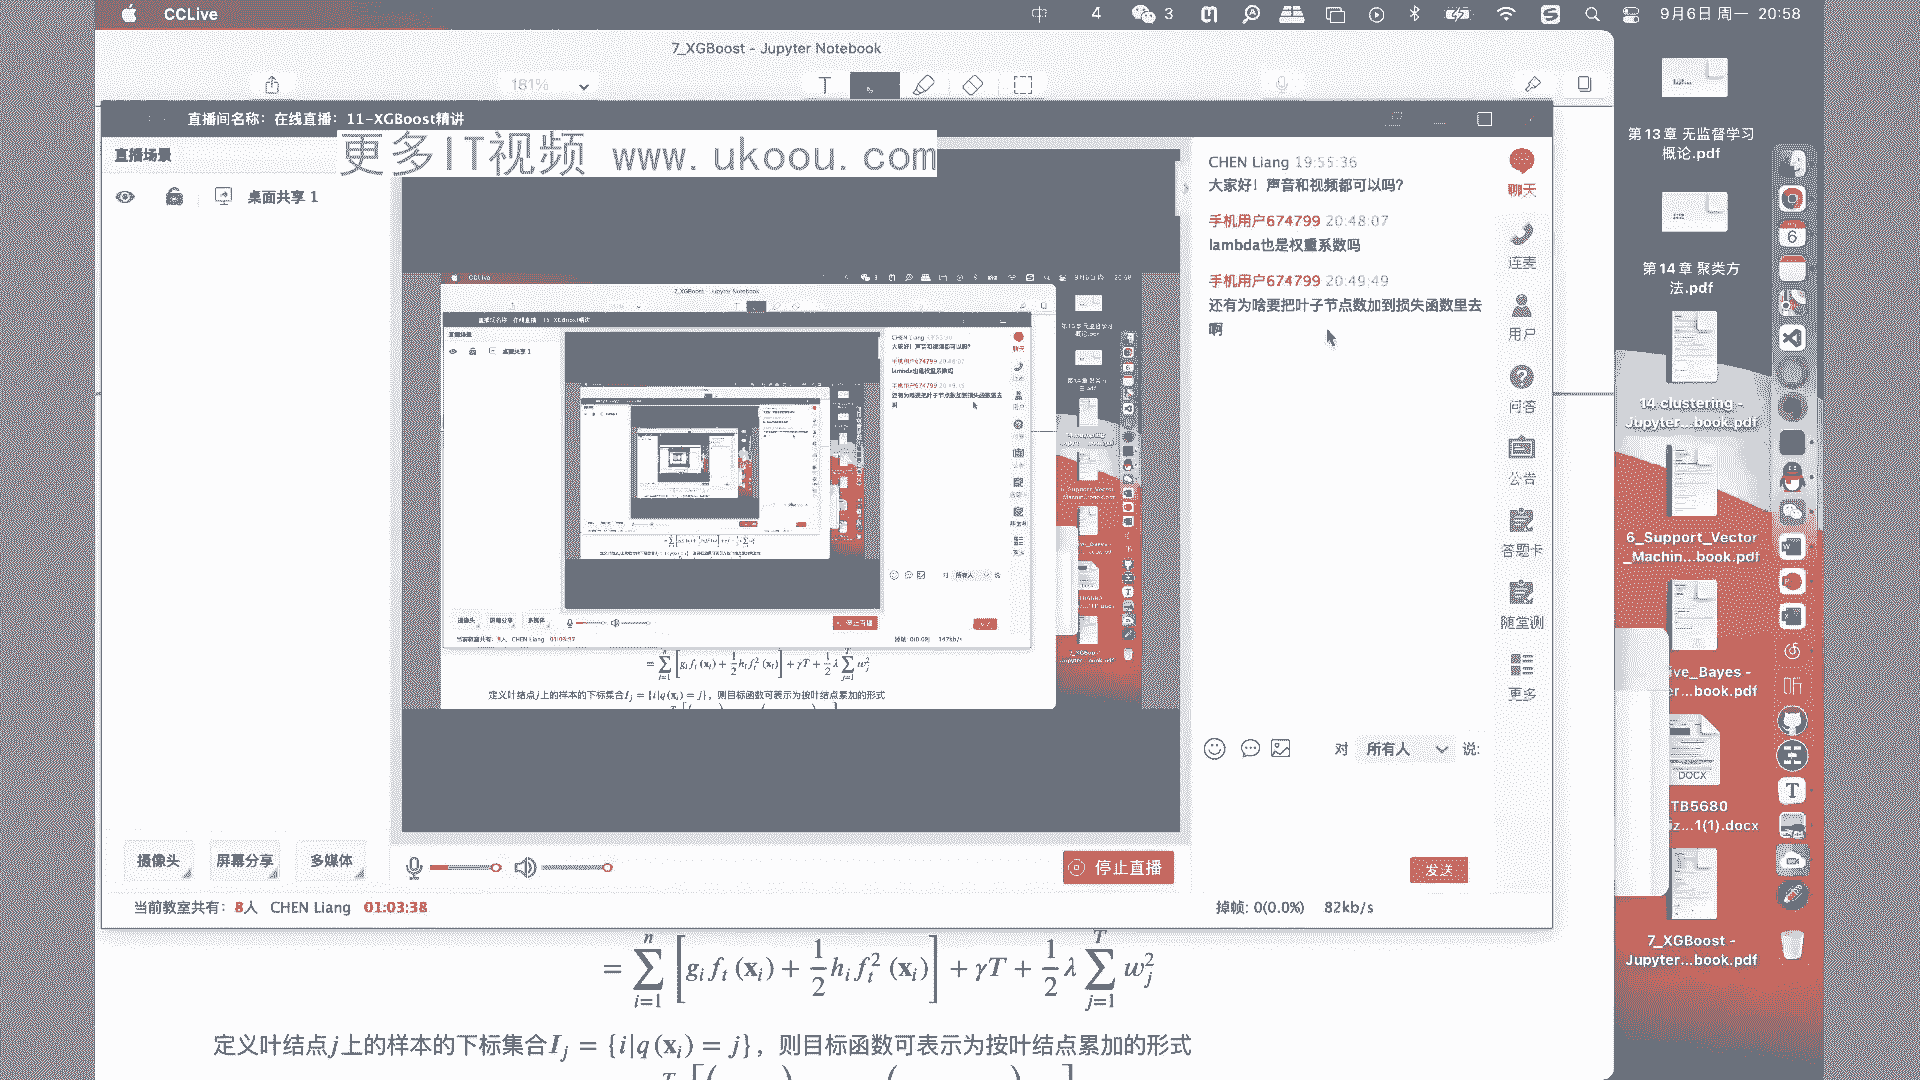 CCLive
中
4
3
9月6日 周一 20:58
7_XGBoost - Jupyter Notebook
181%
T
直播间名称：在线直播：11-XGBoost精讲
更多IT视频 www.ukoou.com
直播场景
桌面共享 1
CHEN Liang 19:55:36
大家好！声音和视频都可以吗?
手机用户674799 20:48:07
lambda也是权重系数吗
手机用户674799 20:49:49
还有为啥要把叶子节点数加到损失函数里去
啊
聊天
连麦
用户
问答
公告
答题卡
随堂测
更多
对 所有人 说:
发送
摄像头
屏幕分享
多媒体
停止直播
当前教室共有: 8人 CHEN Liang 01:03:38
掉帧: 0(0.0%) 82kb/s
= \sum_{i=1}^{n} [g_i f_t (x_i) + \frac{1}{2} h_i f_t^2 (x_i)] + γT + \frac{1}{2} λ \sum_{j=1}^{T} w_j^2
定义叶结点j上的样本的下标集合I_j = {i|q (x_i) = j}，则目标函数可表示为按叶结点累加的形式
第 13 章 无监督学习
概论.pdf
第 14 章 聚类方
法.pdf
14_clustering -
Jupyter...book.pdf
6_Support_Vector
_Machin...book.pdf
ive_Bayes -
er...book.pdf
DOCX
TB5680
iz...1(1).docx
7_XGBoost -
Jupyter...book.pdf